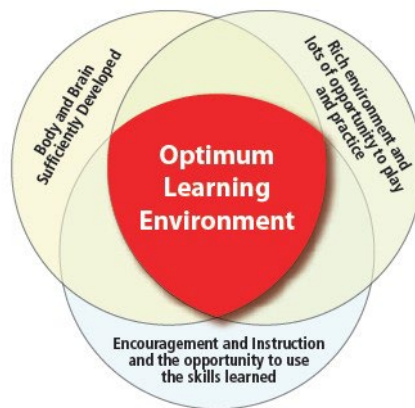 Body and Brain
Sufficiently Developed
Rich environment and
lots of opportunity to play
and practice
Optimum
Learning
Environment
Encouragement and Instruction
and the opportunity to use
the skills learned